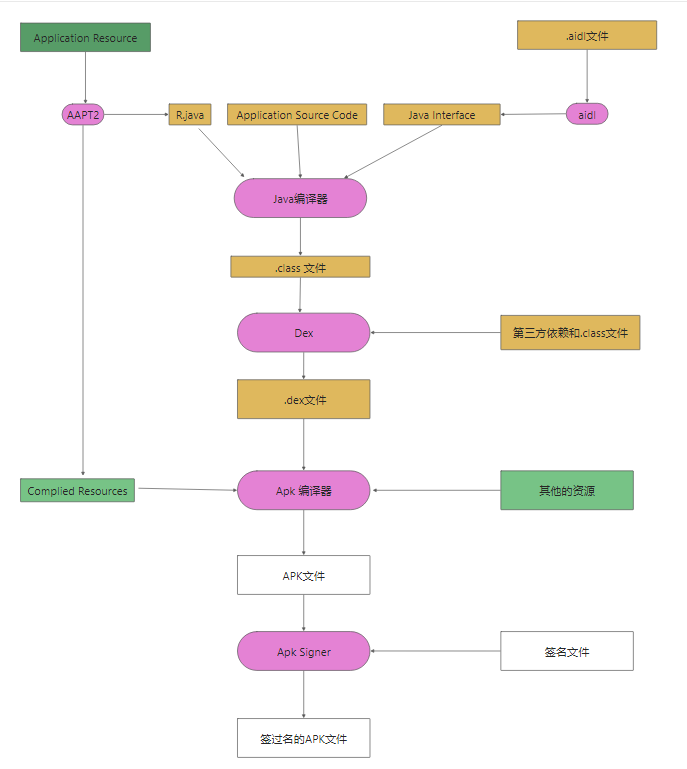 Application Resource
.aidl文件
AAPT2
R.java
Application Source Code
Java Interface
aidl
Java编译器
.class 文件
Dex
第三方依赖和.class文件
.dex文件
Complied Resources
Apk 编译器
其他的资源
APK文件
Apk Signer
签名文件
签过名的APK文件